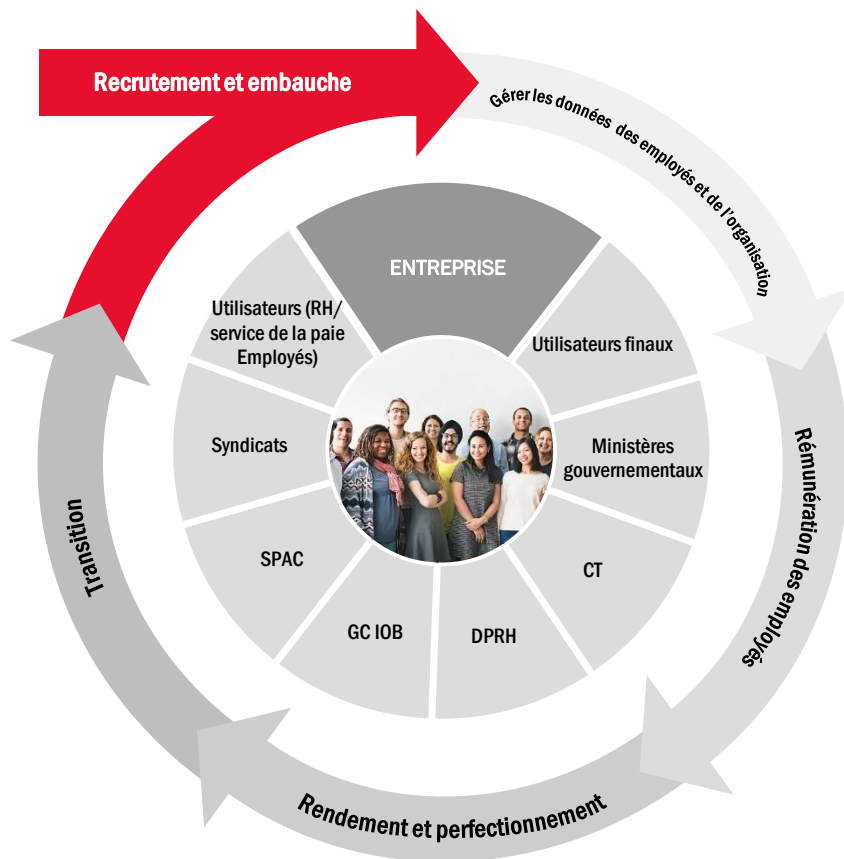 Recrutement et embauche
Gérer les données des employés et de l'organisation
ENTREPRISE
Utilisateurs (RH/
service de la paie
Employés)
Utilisateurs finaux
Syndicats
Ministères
gouvernementaux
Rémunération des employés
Transition
SPAC
CT
GC IOB
DPRH
Rendement et perfectionnement